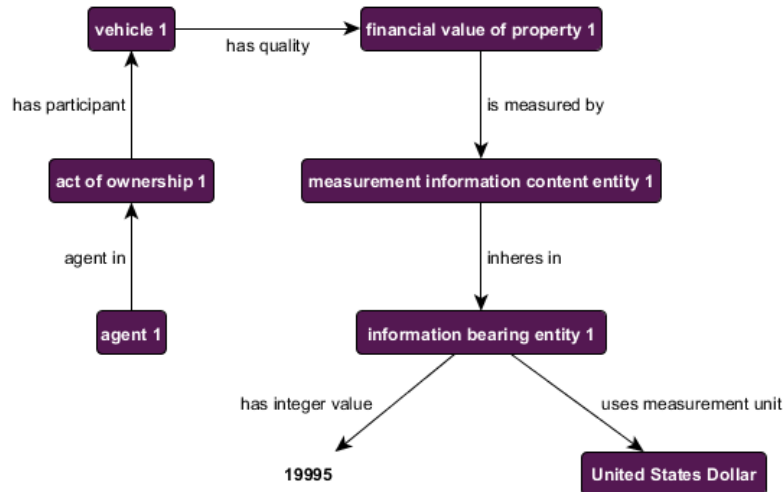 vehicle 1
has quality
financial value of property 1
has participant
is measured by
act of ownership 1
measurement information content entity 1
agent in
inheres in
agent 1
information bearing entity 1
has integer value
uses measurement unit
19995
United States Dollar